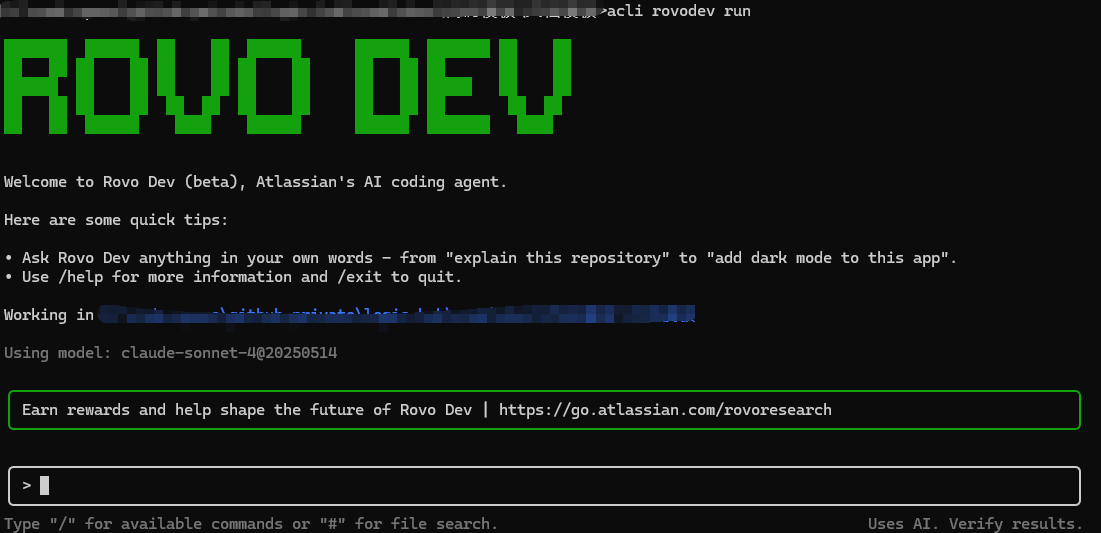 >acli rovodev run
ROVO DEV
Welcome to Rovo Dev (beta), Atlassian's AI coding agent.
Here are some quick tips:
• Ask Rovo Dev anything in your own words – from "explain this repository" to "add dark mode to this app".
• Use /help for more information and /exit to quit.
Working in
Using model: claude-sonnet-4@20250514
Earn rewards and help shape the future of Rovo Dev | https://go.atlassian.com/rovoresearch
>
Type "/" for available commands or "#" for file search. Uses AI. Verify results.